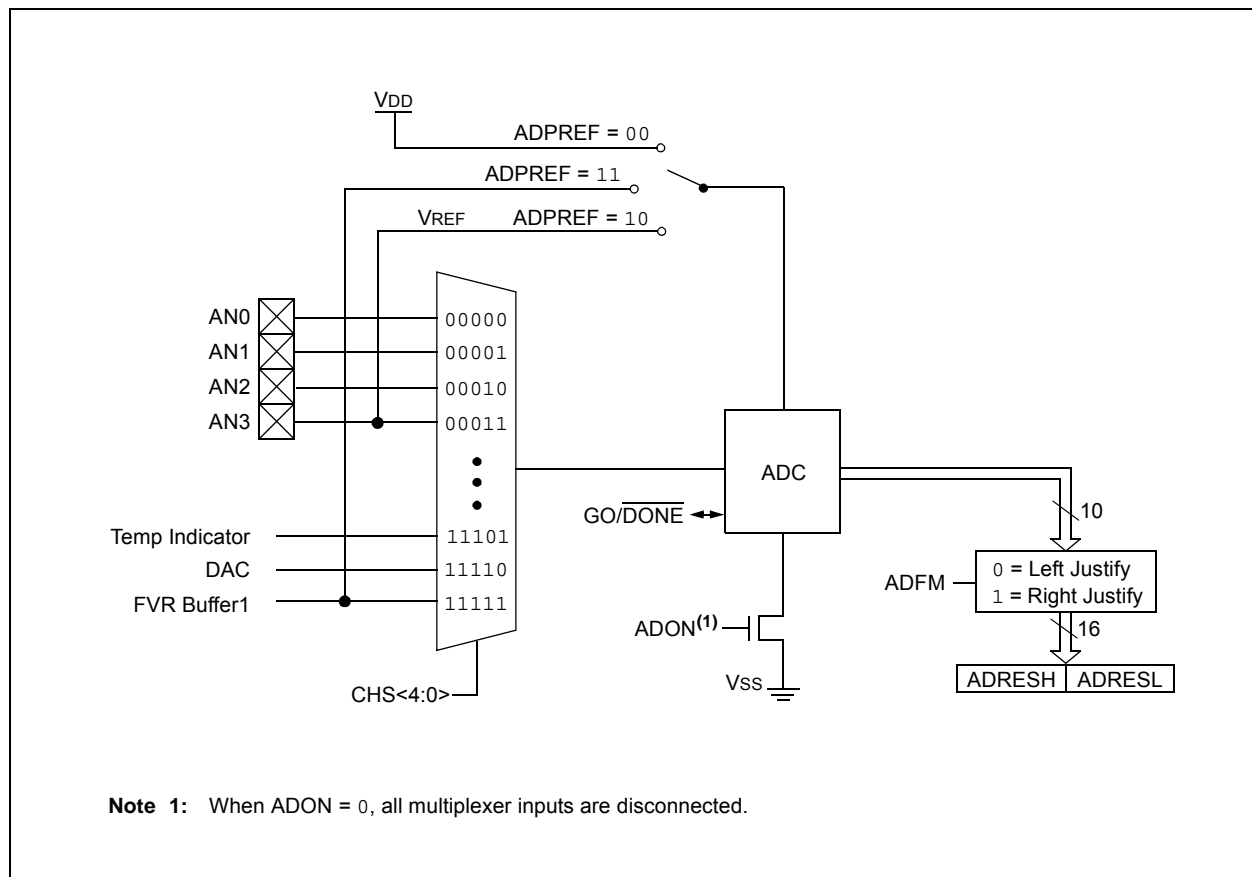 VDD
ADPREF = 00
ADPREF = 11
VREF ADPREF = 10
AN0
00000
AN1
00001
AN2
00010
AN3
00011
ADC
GO/DONE
10
Temp Indicator
11101
DAC
11110
FVR Buffer1
11111
ADFM
0 = Left Justify
1 = Right Justify
ADON(1)
16
VSS
CHS<4:0>
ADRESH ADRESL
Note 1: When ADON = 0, all multiplexer inputs are disconnected.